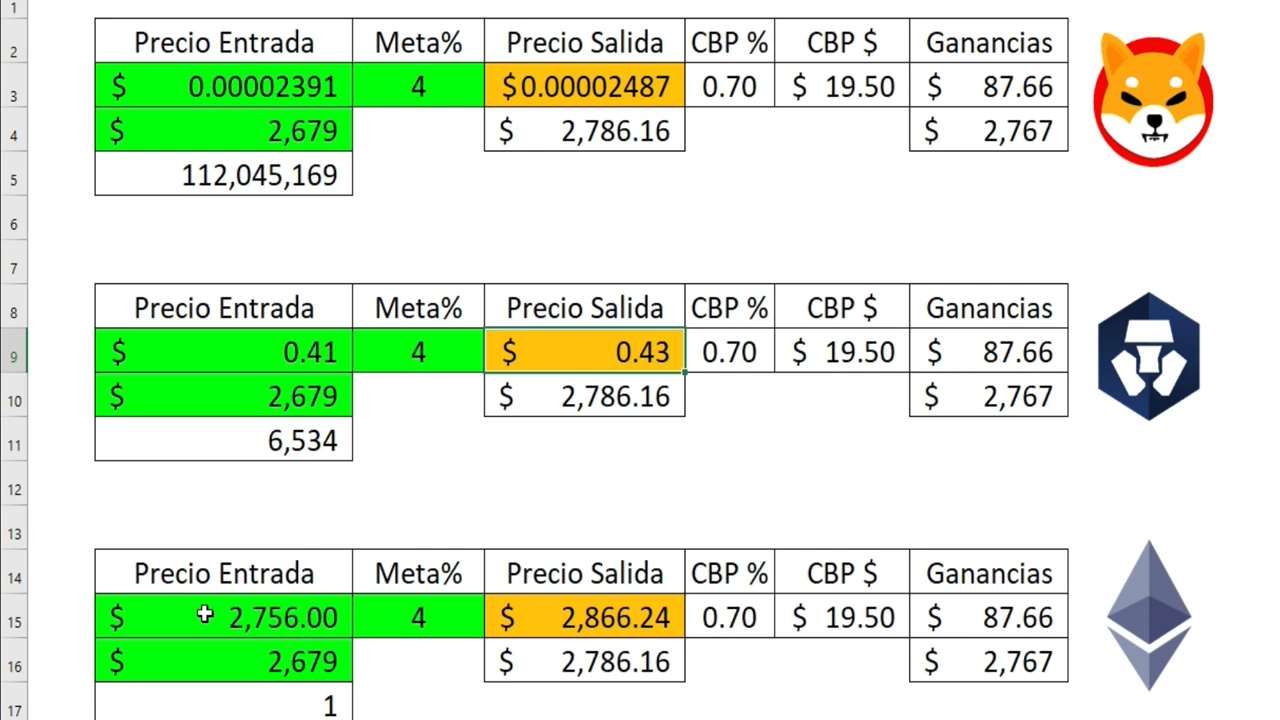 1
2 Precio Entrada Meta% Precio Salida CBP % CBP $ Ganancias
3 $ 0.00002391 4 $0.00002487 0.70 $ 19.50 $ 87.66
4 $ 2,679 $ 2,786.16 $ 2,767
5 112,045,169
6
7
8 Precio Entrada Meta% Precio Salida CBP % CBP $ Ganancias
9 $ 0.41 4 $ 0.43 0.70 $ 19.50 $ 87.66
10 $ 2,679 $ 2,786.16 $ 2,767
11 6,534
12
13
14 Precio Entrada Meta% Precio Salida CBP % CBP $ Ganancias
15 $ 2,756.00 4 $ 2,866.24 0.70 $ 19.50 $ 87.66
16 $ 2,679 $ 2,786.16 $ 2,767
17 1